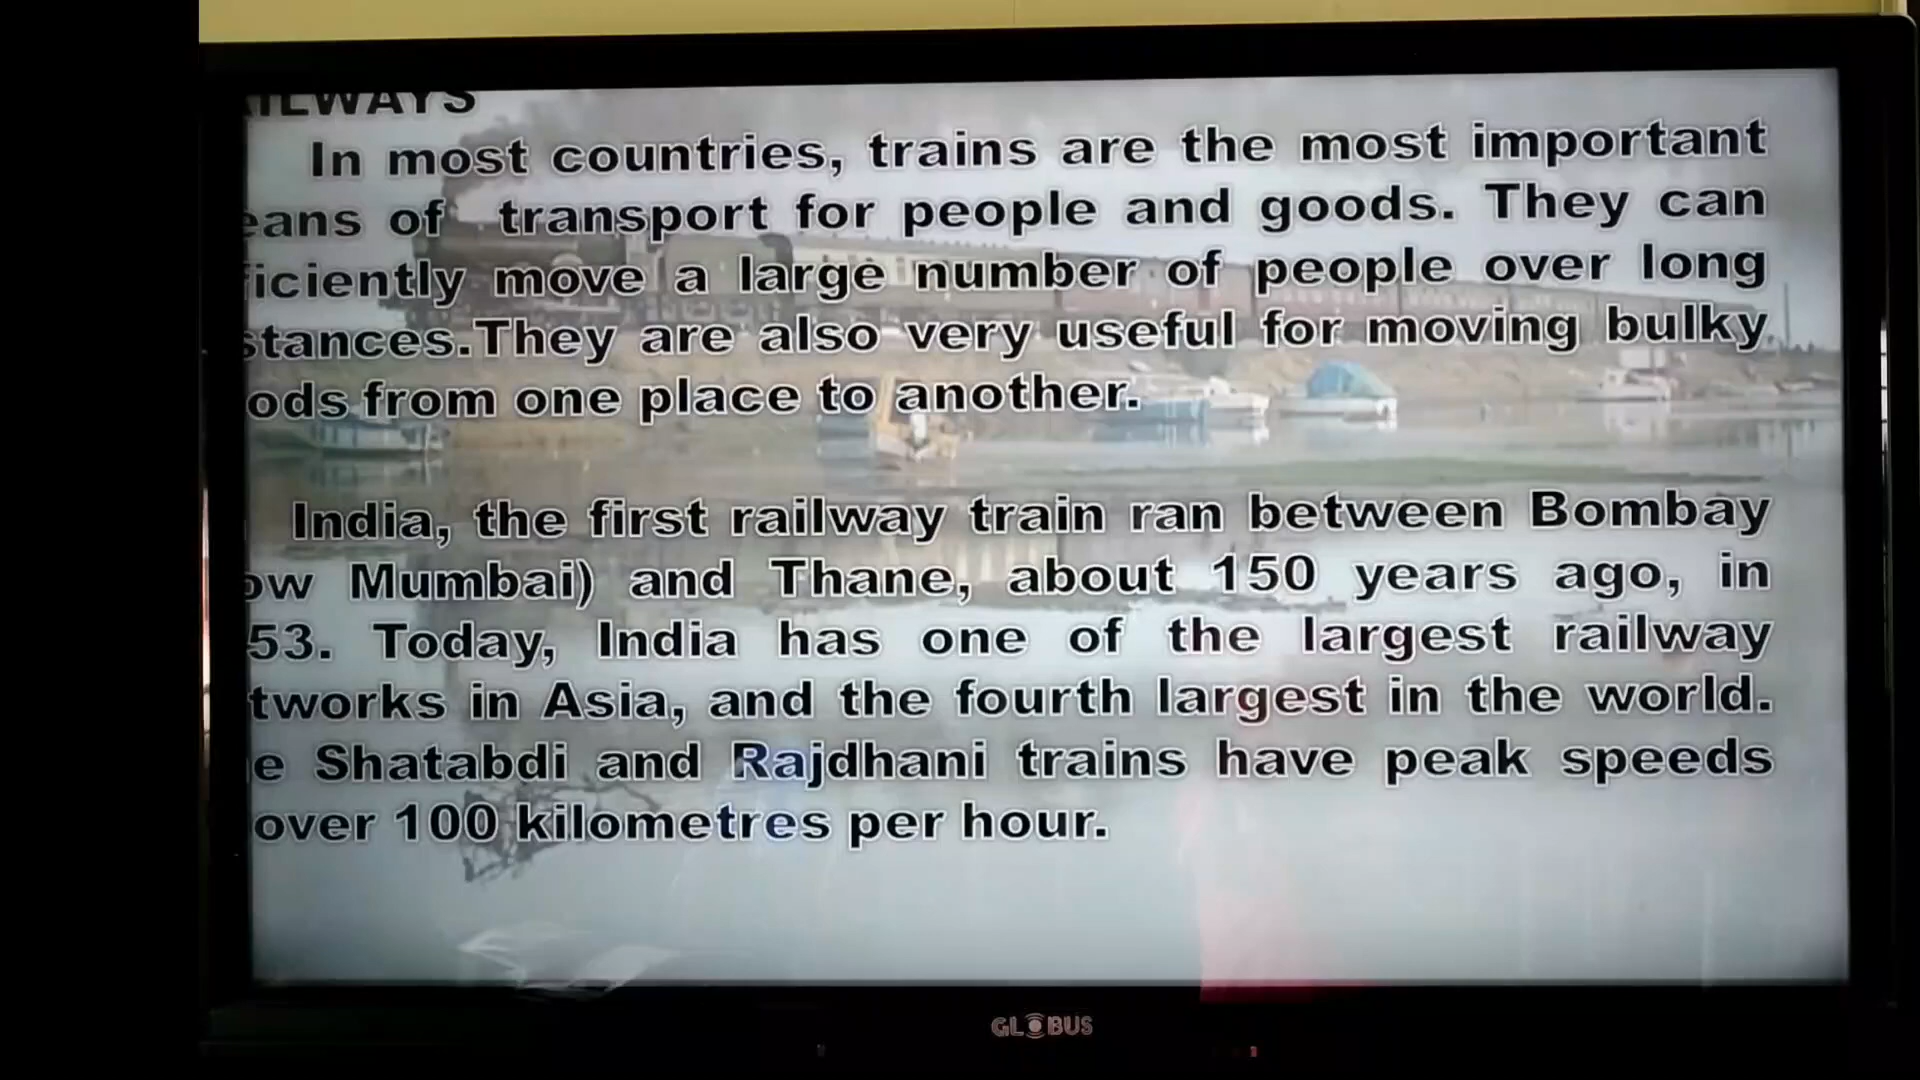 ILWAYS
In most countries, trains are the most important
eans of transport for people and goods. They can
iciently move a large number of people over long
stances.They are also very useful for moving bulky
ods from one place to another.
India, the first railway train ran between Bombay
ow Mumbai) and Thane, about 150 years ago, in
53. Today, India has one of the largest railway
tworks in Asia, and the fourth largest in the world.
e Shatabdi and Rajdhani trains have peak speeds
over 100 kilometres per hour.
GLOBUS